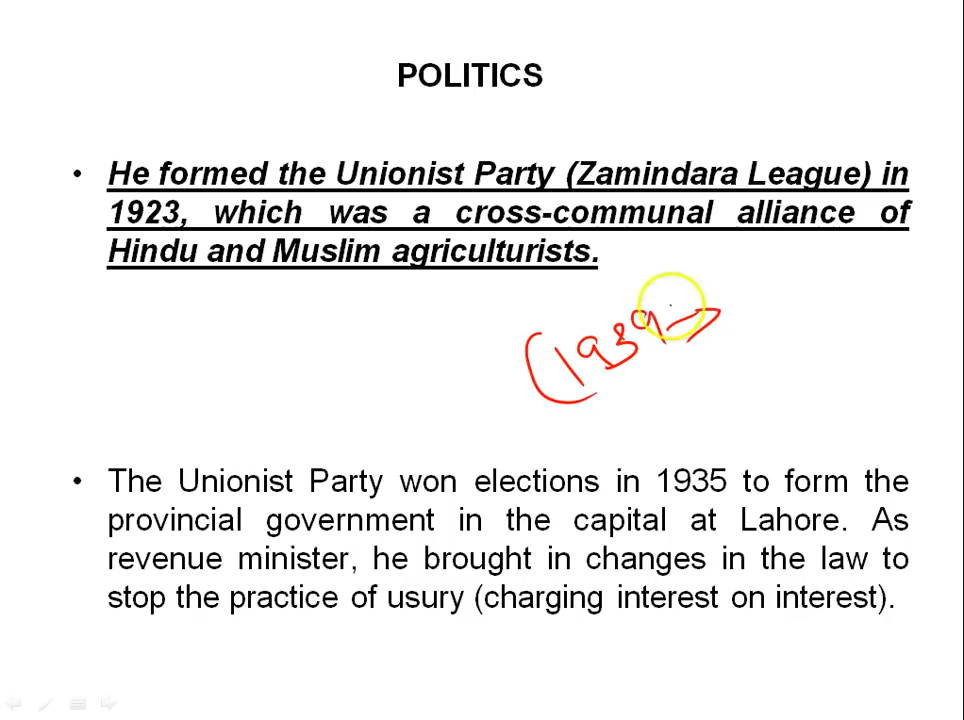 POLITICS
• He formed the Unionist Party (Zamindara League) in
1923, which was a cross-communal alliance of
Hindu and Muslim agriculturists.
(1939→
• The Unionist Party won elections in 1935 to form the
provincial government in the capital at Lahore. As
revenue minister, he brought in changes in the law to
stop the practice of usury (charging interest on interest).